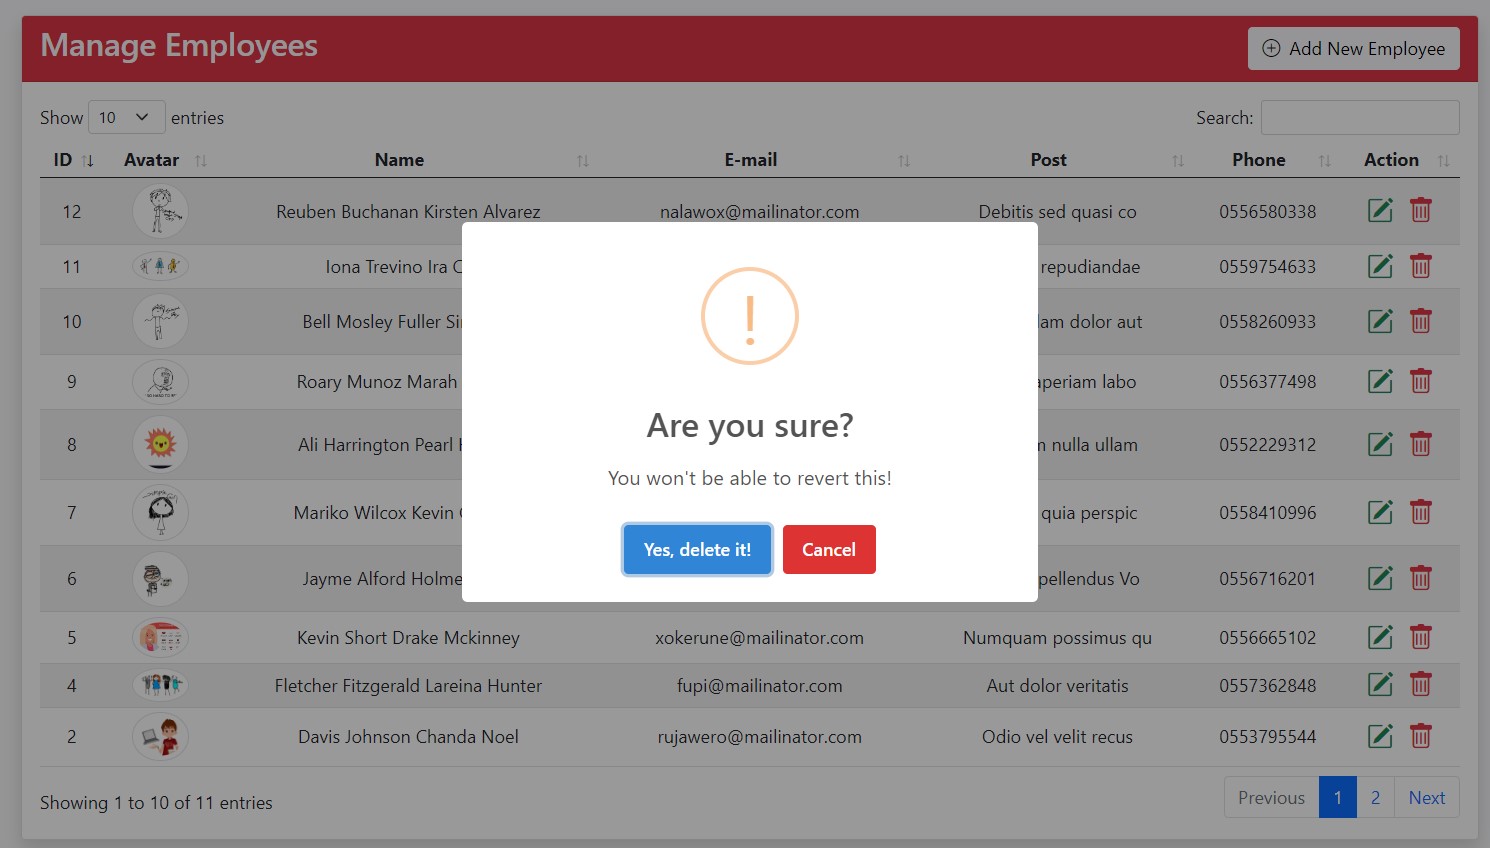 Manage Employees
Add New Employee
Show 10 entries
Search:
ID Avatar Name E-mail Post Phone Action
12 Reuben Buchanan Kirsten Alvarez nalawox@mailinator.com Debitis sed quasi co 0556580338
11 Iona Trevino Ira repudiandae 0559754633
10 Bell Mosley Fuller dolor aut 0558260933
9 Roary Munoz Marah labo 0556377498
8 Ali Harrington Pearl nulla ullam 0552229312
7 Mariko Wilcox Kevin quia perspic 0558410996
6 Jayme Alford Vo 0556716201
5 Kevin Short Drake Mckinney xokerune@mailinator.com Numquam possimus qu 0556665102
4 Fletcher Fitzgerald Lareina Hunter fupi@mailinator.com Aut dolor veritatis 0557362848
2 Davis Johnson Chanda Noel rujawero@mailinator.com Odio vel velit recus 0553795544
Showing 1 to 10 of 11 entries
Previous 1 2 Next
!
Are you sure?
You won't be able to revert this!
Yes, delete it! Cancel